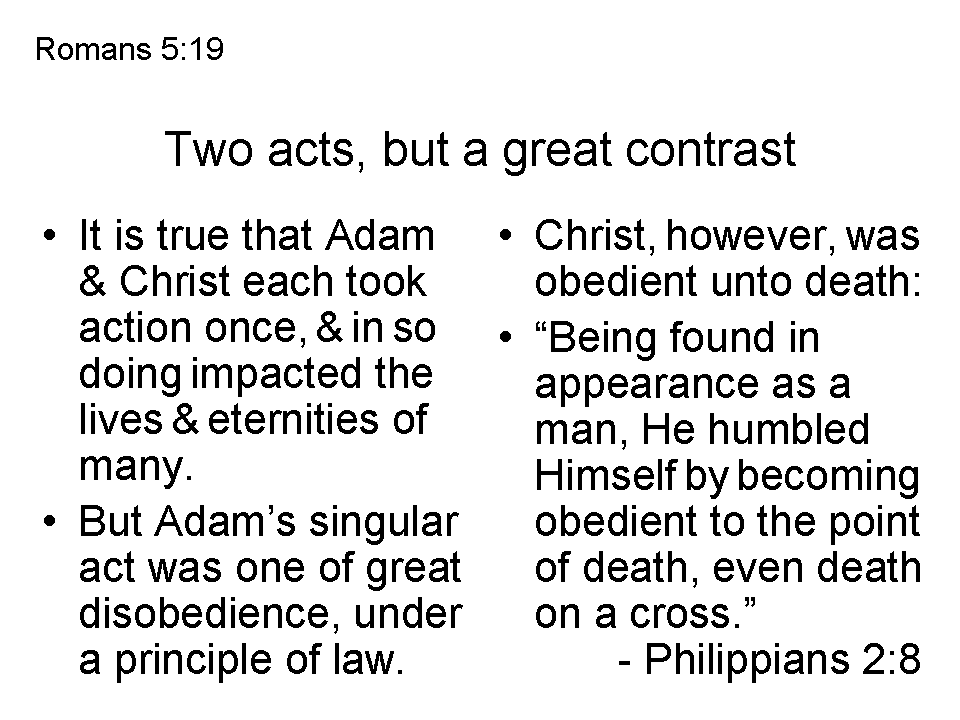 Romans 5:19
Two acts, but a great contrast
• It is true that Adam
& Christ each took
action once, & in so
doing impacted the
lives & eternities of
many.
• But Adam’s singular
act was one of great
disobedience, under
a principle of law.
• Christ, however, was
obedient unto death:
• “Being found in
appearance as a
man, He humbled
Himself by becoming
obedient to the point
of death, even death
on a cross.”
- Philippians 2:8